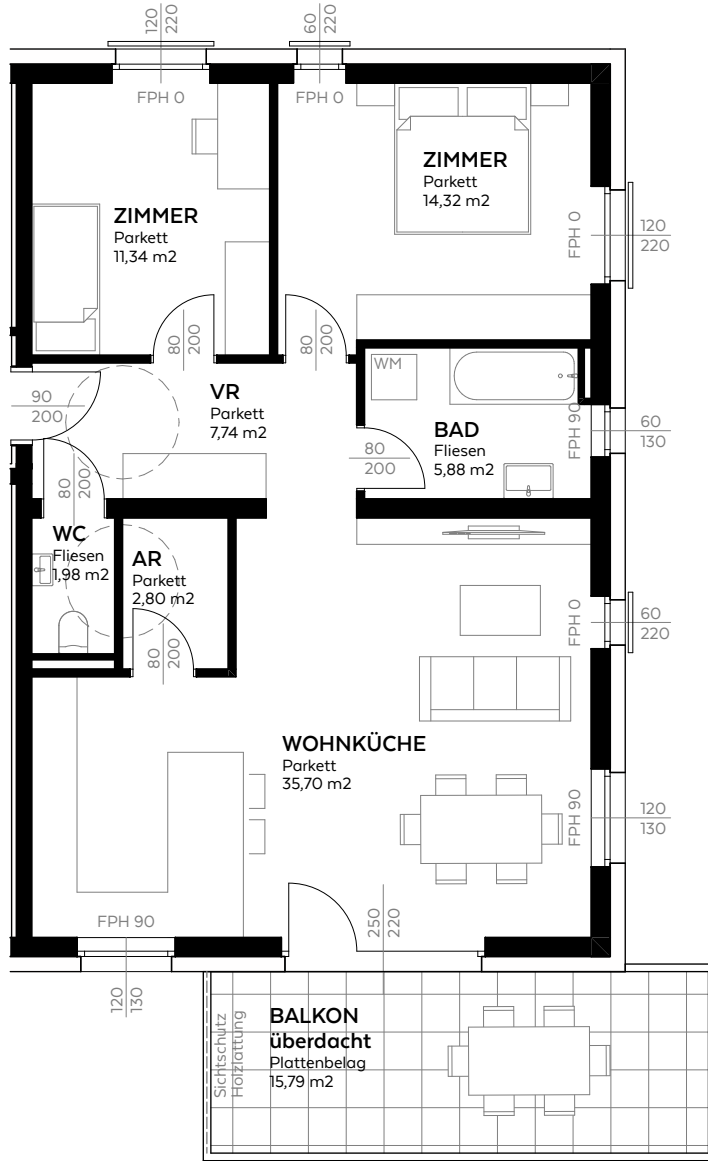 120
220
60
220
FPH 0
FPH 0
ZIMMER
Parkett
14,32 m2
ZIMMER
Parkett
11,34 m2
FPH 0
120
220
80
200
80
200
WM
90
200
VR
Parkett
7,74 m2
BAD
Fliesen
5,88 m2
FPH 90
60
130
80
200
80
200
WC
Fliesen
1,98 m2
AR
Parkett
2,80 m2
FPH 0
60
220
80
200
WOHNKÜCHE
Parkett
35,70 m2
FPH 90
120
130
FPH 90
250
220
120
130
Sichtschutz
Holzlattung
BALKON
überdacht
Plattenbelag
15,79 m2